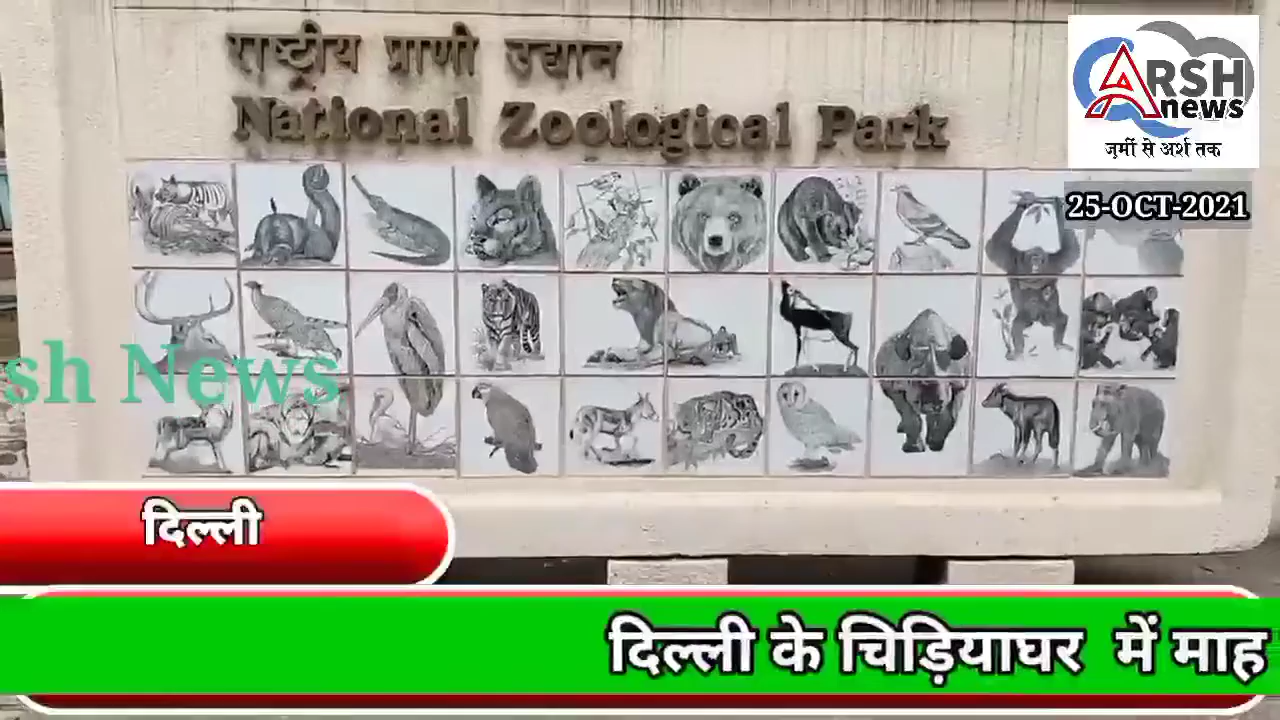 राष्ट्रीय प्राणी उद्यान
National Zoological Park
ARSH
news
ज़मीं से अर्श तक
25-OCT-2021
sh News
दिल्ली
दिल्ली के चिड़ियाघर में माह